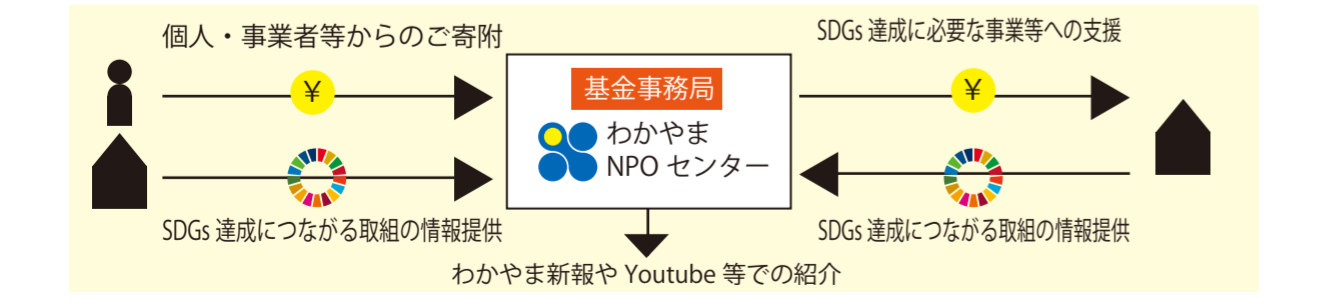 個人・事業者等からのご寄附
¥
SDGs 達成につながる取組の情報提供
基金事務局
わかやま
NPO センター
SDGs 達成に必要な事業等への支援
¥
SDGs 達成につながる取組の情報提供
わかやま新報や Youtube 等での紹介